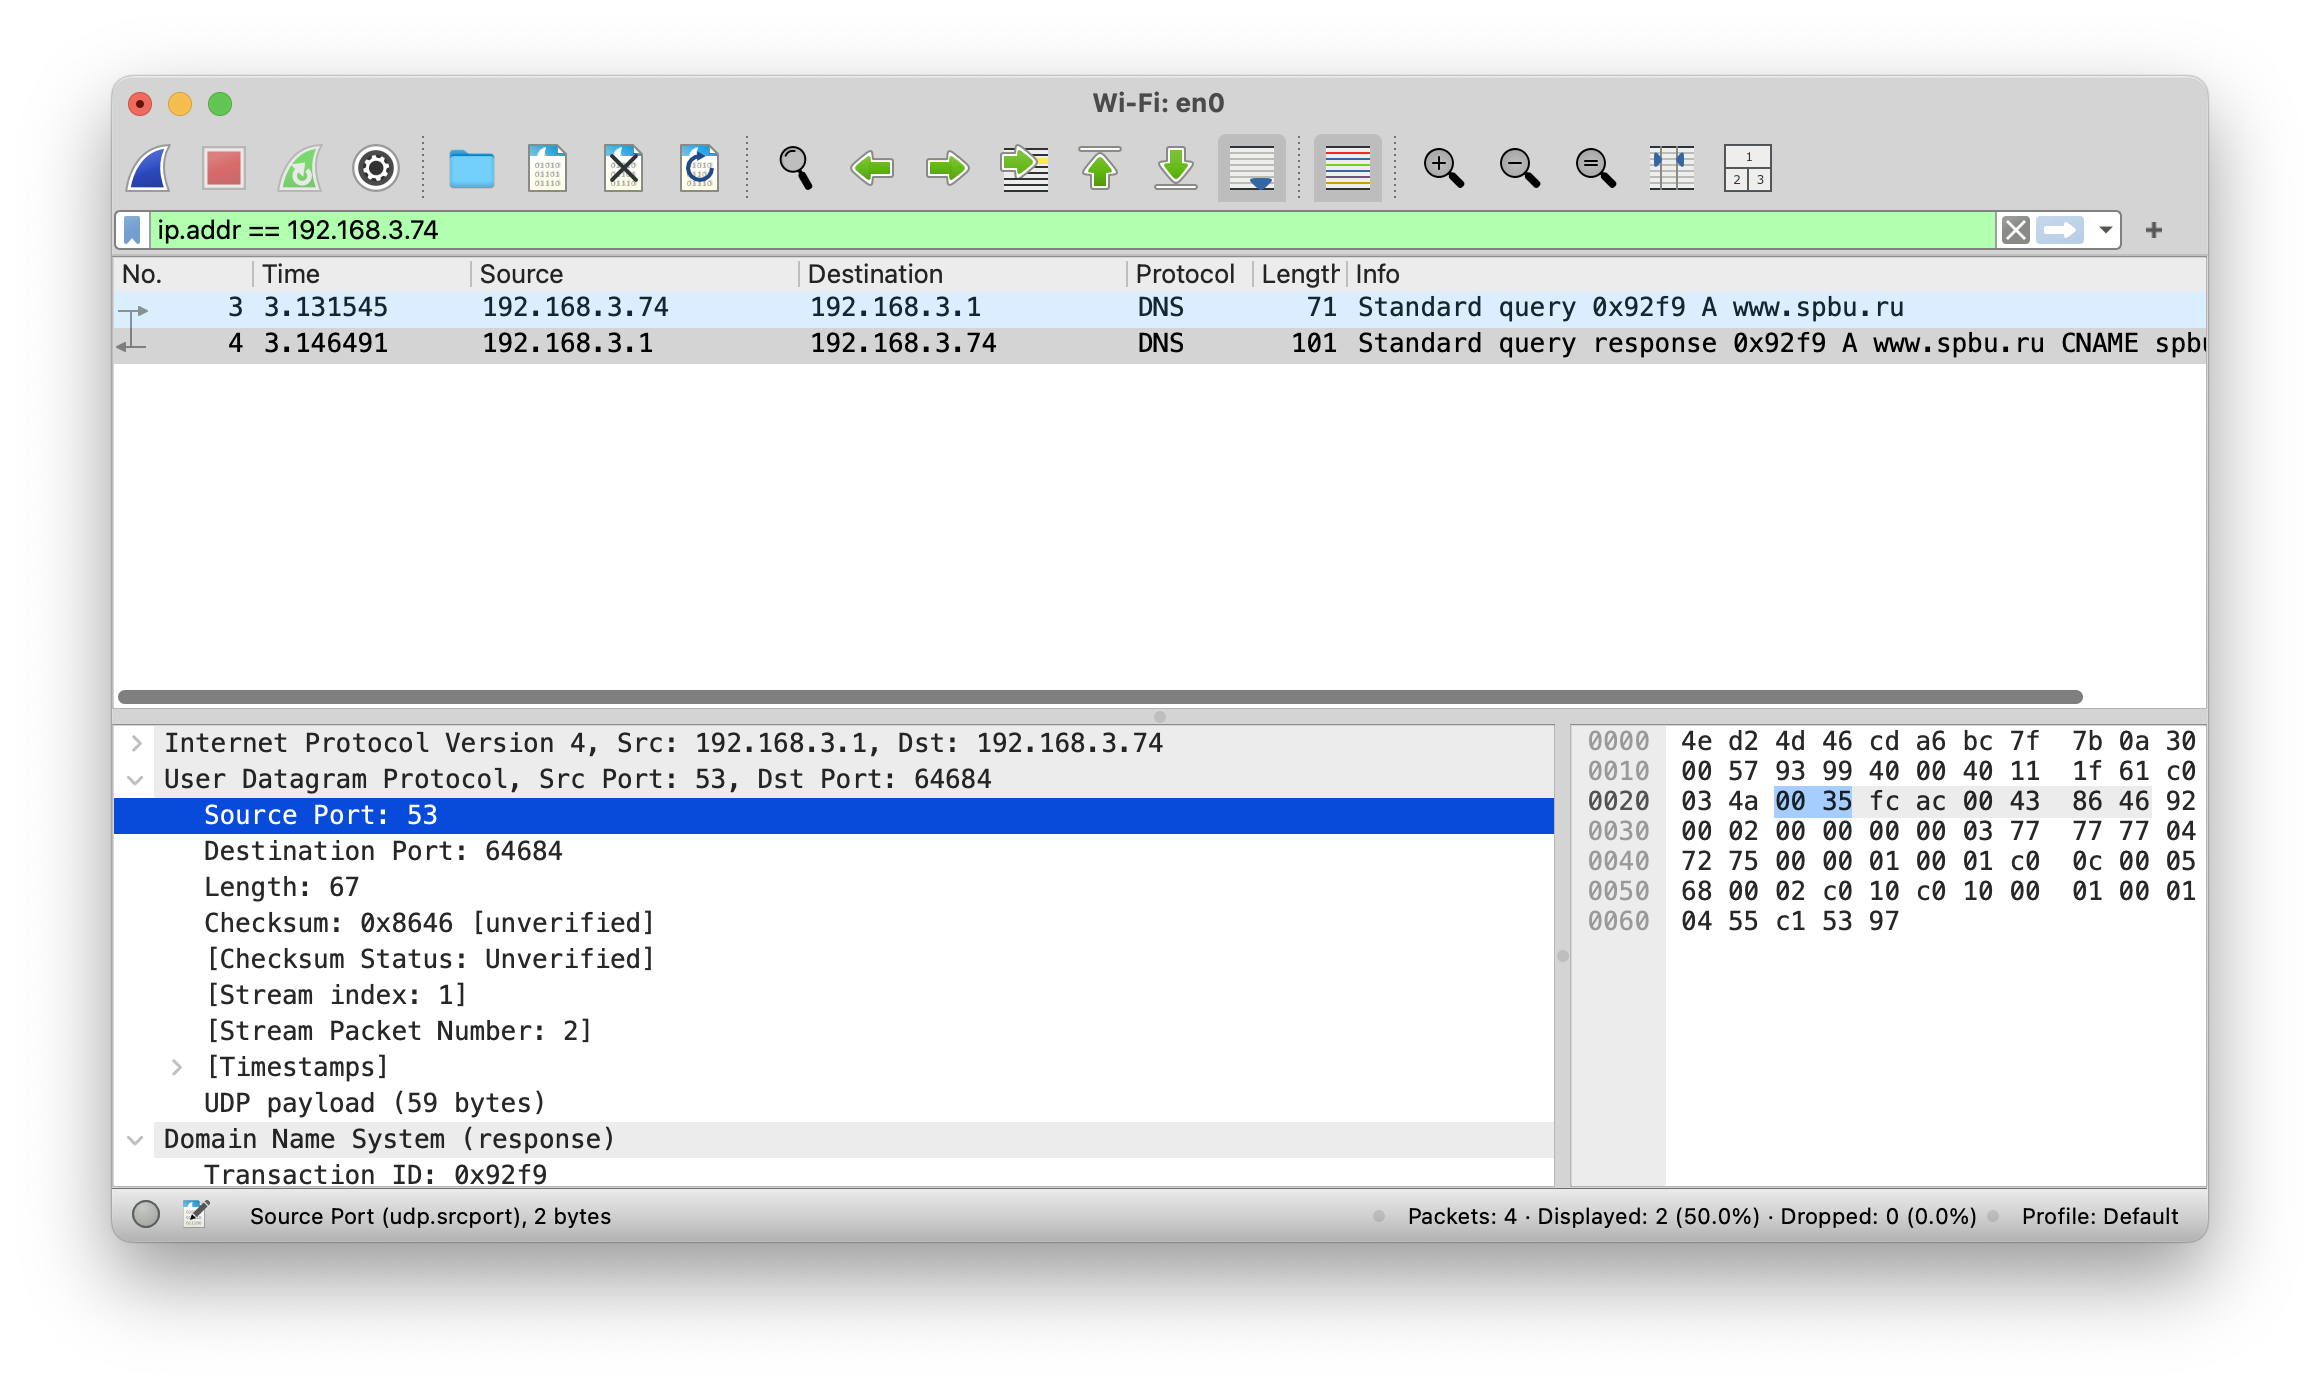 Wi-Fi: en0
ip.addr == 192.168.3.74
No. Time Source Destination Protocol Length Info
3 3.131545 192.168.3.74 192.168.3.1 DNS 71 Standard query 0x92f9 A www.spbu.ru
4 3.146491 192.168.3.1 192.168.3.74 DNS 101 Standard query response 0x92f9 A www.spbu.ru CNAME spbu
Internet Protocol Version 4, Src: 192.168.3.1, Dst: 192.168.3.74
User Datagram Protocol, Src Port: 53, Dst Port: 64684
Source Port: 53
Destination Port: 64684
Length: 67
Checksum: 0x8646 [unverified]
[Checksum Status: Unverified]
[Stream index: 1]
[Stream Packet Number: 2]
[Timestamps]
UDP payload (59 bytes)
Domain Name System (response)
Transaction ID: 0x92f9
0000 4e d2 4d 46 cd a6 bc 7f 7b 0a 30
0010 00 57 93 99 40 00 40 11 1f 61 c0
0020 03 4a 00 35 fc ac 00 43 86 46 92
0030 00 02 00 00 00 00 03 77 77 77 04
0040 72 75 00 00 01 00 01 c0 0c 00 05
0050 68 00 02 c0 10 c0 10 00 01 00 01
0060 04 55 c1 53 97
Source Port (udp.srcport), 2 bytes
Packets: 4 · Displayed: 2 (50.0%) · Dropped: 0 (0.0%)
Profile: Default